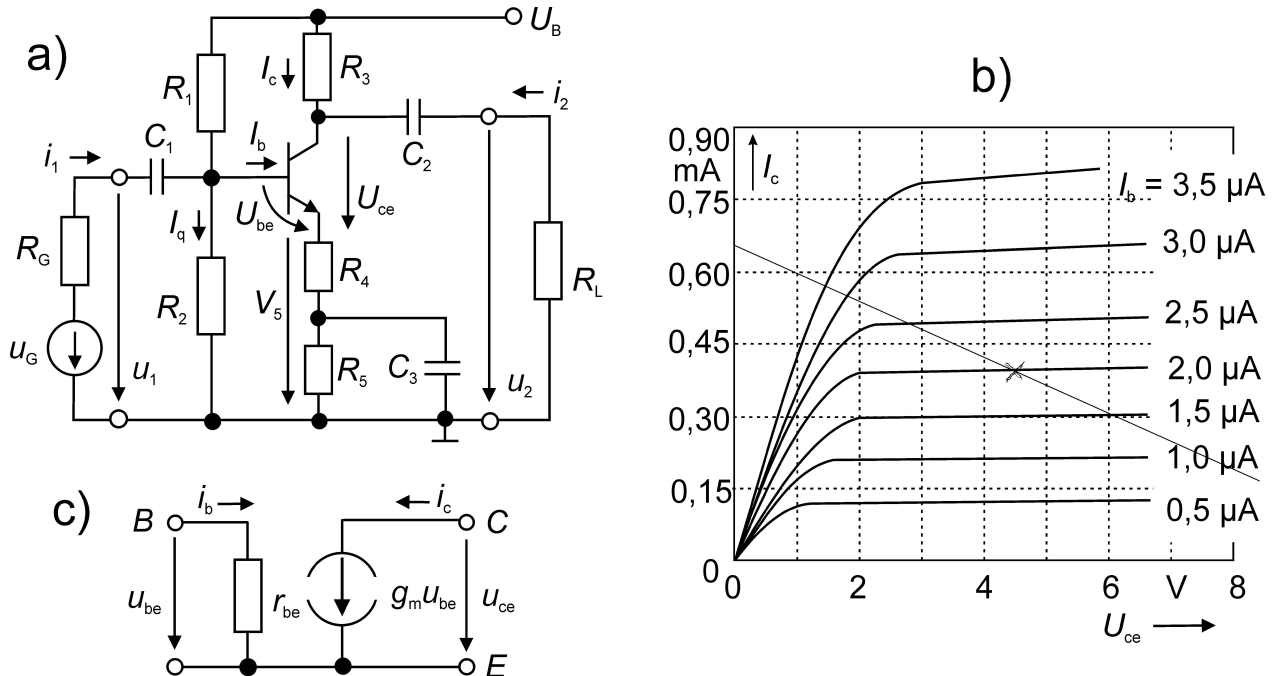 a)
U_B
I_c
R_3
R_1
i_2
C_2
i_1
C_1
I_b
U_be
U_ce
I_q
R_G
R_2
V_5
R_4
R_L
u_G
u_1
R_5
C_3
u_2
b)
0,90
mA
I_c
0,75
0,60
0,45
0,30
0,15
0
I_b = 3,5 µA
3,0 µA
2,5 µA
2,0 µA
1,5 µA
1,0 µA
0,5 µA
0 2 4 6 V 8
U_ce
c)
i_b
i_c
B
C
u_be
r_be
g_m u_be
u_ce
E